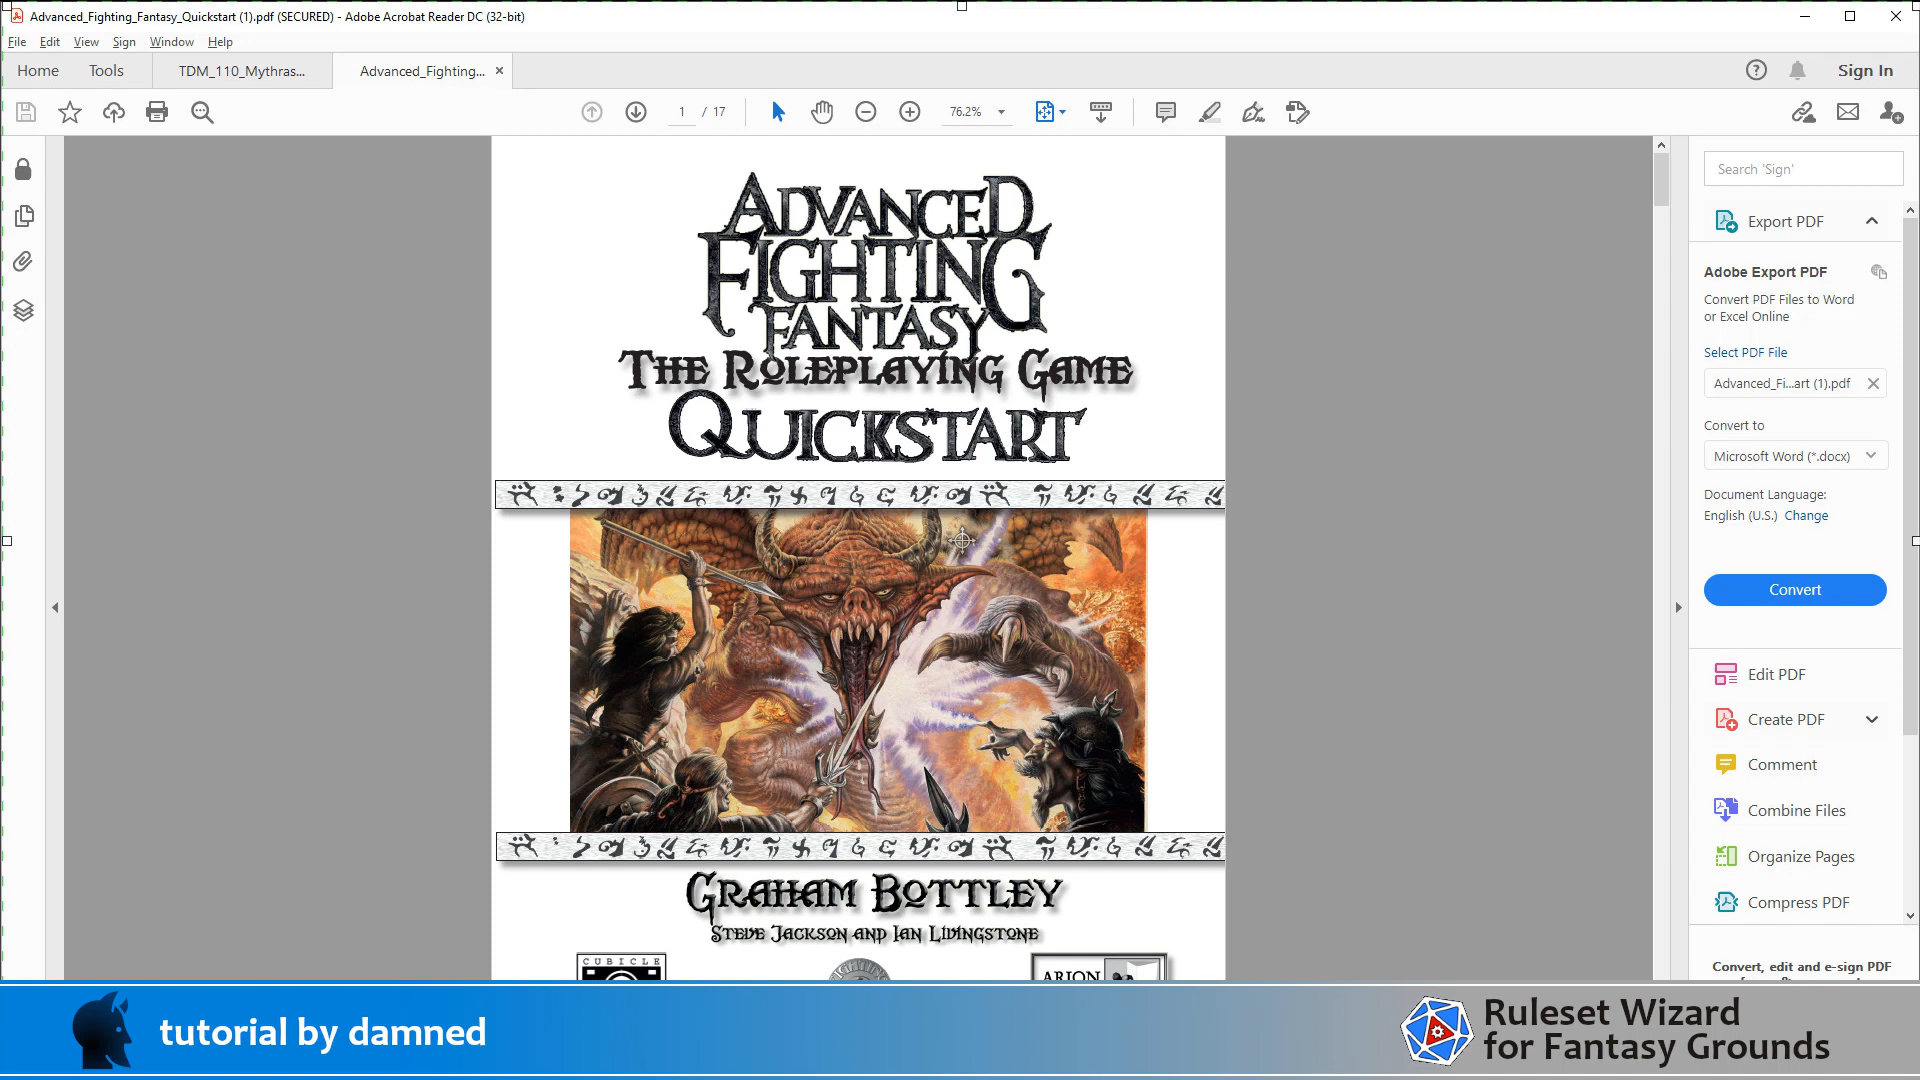 Advanced_Fighting_Fantasy_Quickstart (1).pdf (SECURED) - Adobe Acrobat Reader DC (32-bit)
File Edit View Sign Window Help
Home Tools TDM_110_Mythras... Advanced_Fighting... Sign In
1 / 17 76.2%
ADVANCED
FIGHTING
FANTASY
THE ROLEPLAYING GAME
QUICKSTART
GRAHAM BOTTLEY
STEVE JACKSON AND IAN LIVINGSTONE
CUBICLE
FIGHTING
ARION
Search 'Sign'
Export PDF
Adobe Export PDF
Convert PDF Files to Word
or Excel Online
Select PDF File
Advanced_Fi...art (1).pdf
Convert to
Microsoft Word (*.docx)
Document Language:
English (U.S.) Change
Convert
Edit PDF
Create PDF
Comment
Combine Files
Organize Pages
Compress PDF
Convert, edit and e-sign PDF
tutorial by damned
Ruleset Wizard
for Fantasy Grounds